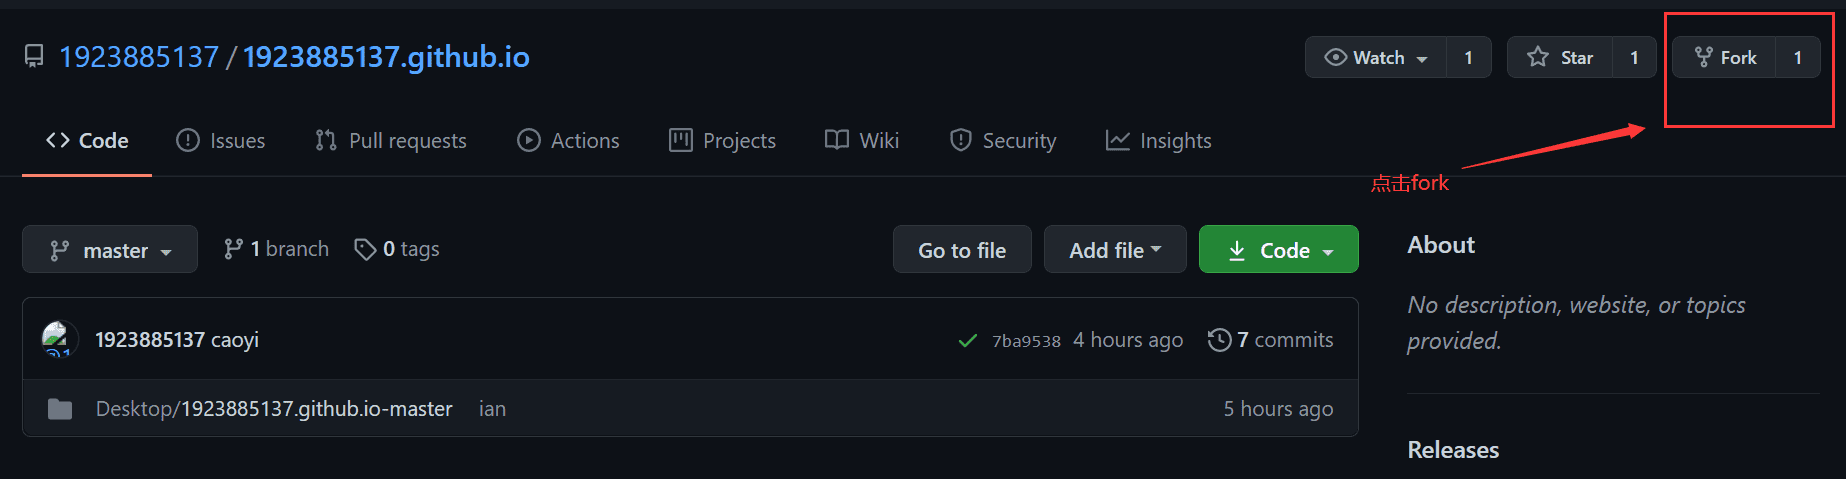 1923885137 / 1923885137.github.io
Watch 1 Star 1 Fork 1
Code Issues Pull requests Actions Projects Wiki Security Insights
点击fork
master 1 branch 0 tags Go to file Add file Code
About
No description, website, or topics
provided.
1923885137 caoyi 7ba9538 4 hours ago 7 commits
Desktop/1923885137.github.io-master ian 5 hours ago
Releases